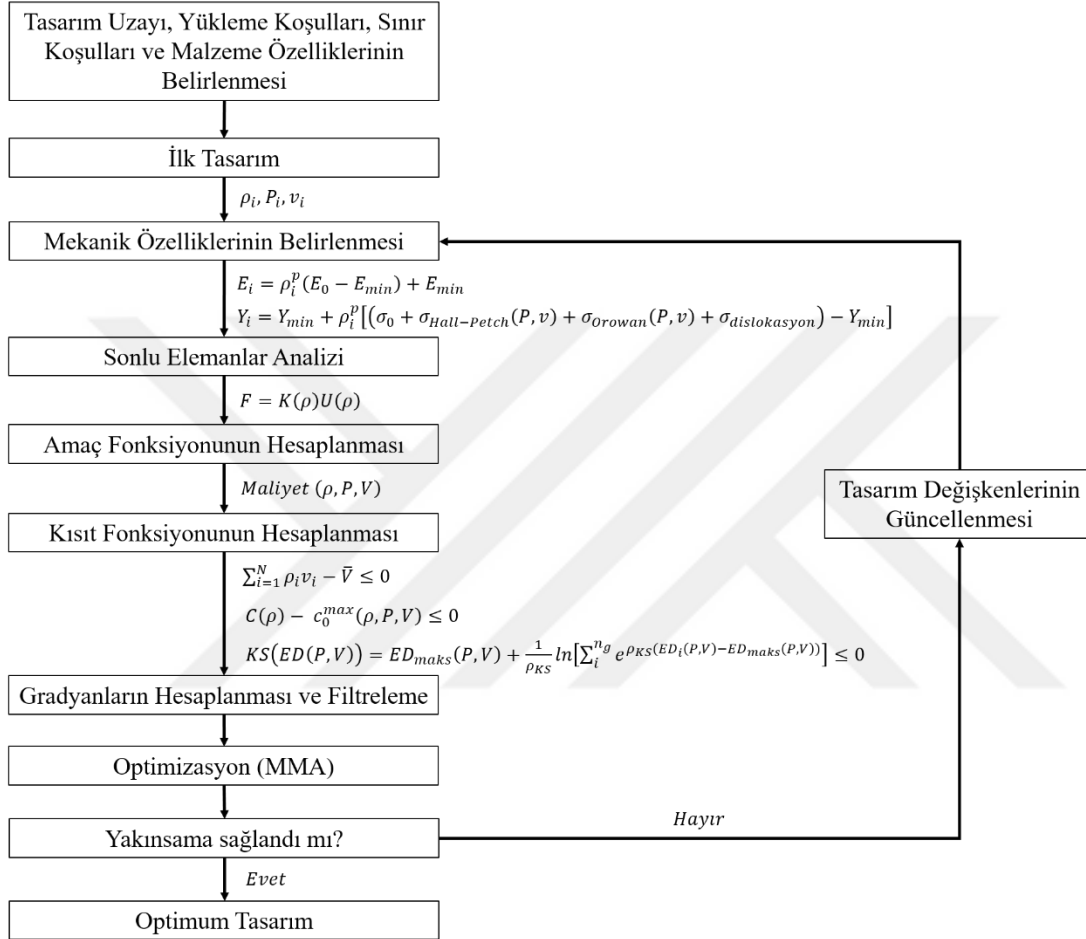 Tasarım Uzayı, Yükleme Koşulları, Sınır
Koşulları ve Malzeme Özelliklerinin
Belirlenmesi
İlk Tasarım
ρ_i, P_i, v_i
Mekanik Özelliklerinin Belirlenmesi
E_i = ρ_i^p(E_0 − E_min) + E_min
Y_i = Y_min + ρ_i^p[(σ_0 + σ_Hall−Petch(P, v) + σ_Orowan(P, v) + σ_dislokasyon) − Y_min]
Sonlu Elemanlar Analizi
F = K(ρ)U(ρ)
Amaç Fonksiyonunun Hesaplanması
Maliyet (ρ, P, V)
Kısıt Fonksiyonunun Hesaplanması
∑_{i=1}^{N} ρ_i v_i − V̄ ≤ 0
C(ρ) − c_0^max(ρ, P, V) ≤ 0
KS(ED(P, V)) = ED_maks(P, V) + \frac{1}{ρ_KS} ln[∑_i^{n_g} e^{ρ_KS(ED_i(P,V)−ED_maks(P,V))}] ≤ 0
Gradyanların Hesaplanması ve Filtreleme
Optimizasyon (MMA)
Yakınsama sağlandı mı?
Hayır
Tasarım Değişkenlerinin
Güncellenmesi
Evet
Optimum Tasarım